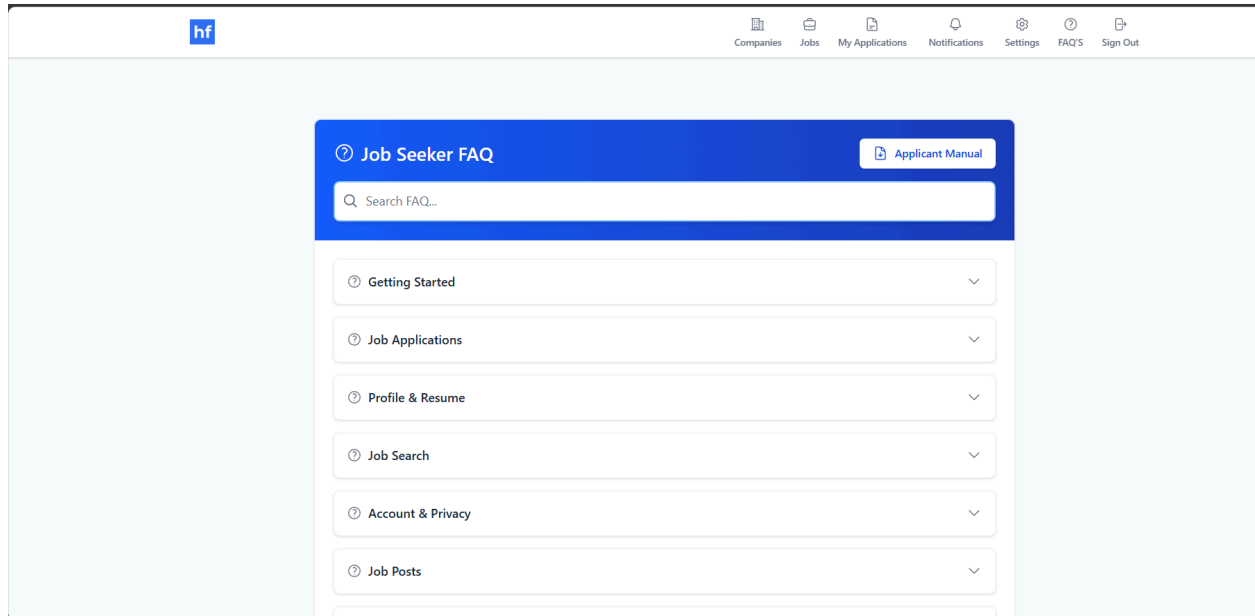 hf
Companies Jobs My Applications Notifications Settings FAQ'S Sign Out
Job Seeker FAQ
Applicant Manual
Search FAQ...
Getting Started
Job Applications
Profile & Resume
Job Search
Account & Privacy
Job Posts